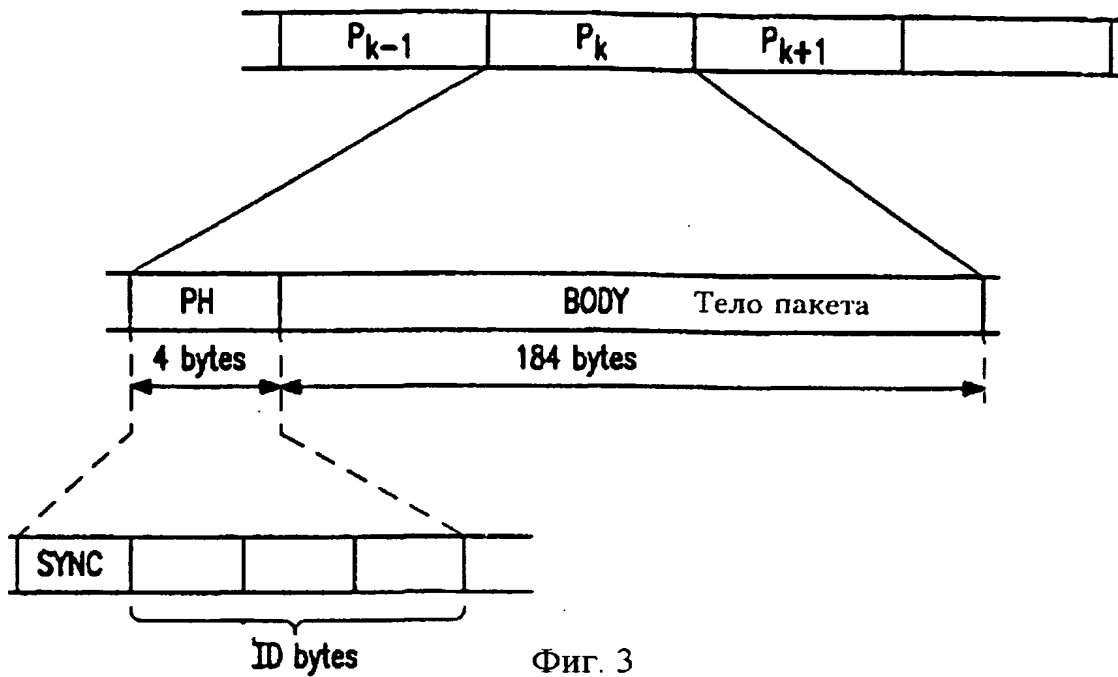 P_{k-1} P_k P_{k+1}
PH BODY Тело пакета
4 bytes 184 bytes
SYNC
ID bytes
Фиг. 3